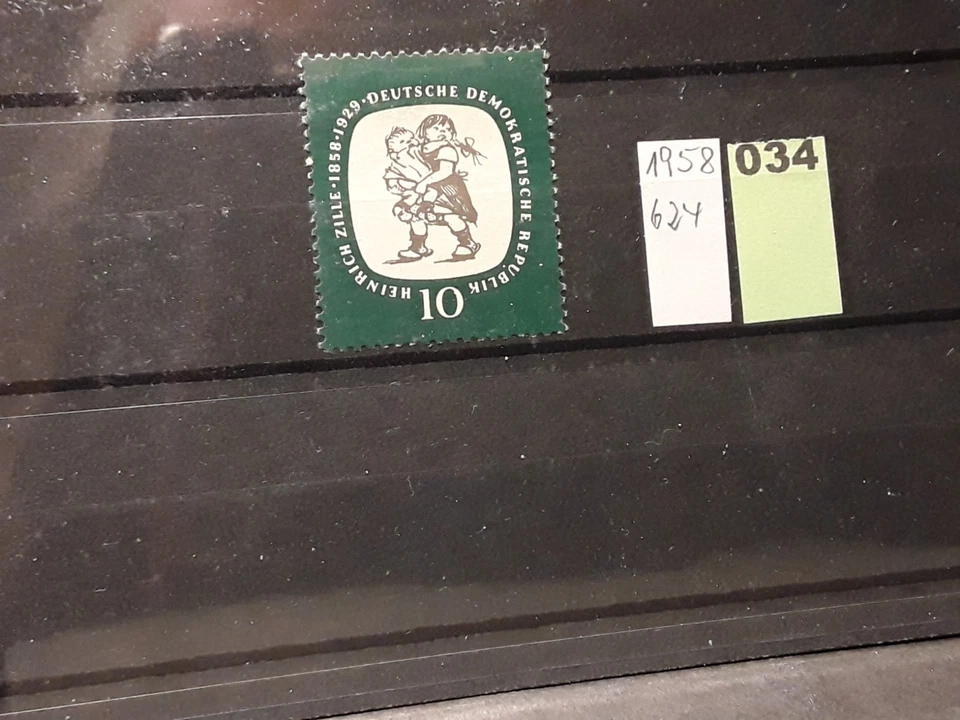 HEINRICH ZILLE · 1858 · 1929 · DEUTSCHE DEMOKRATISCHE REPUBLIK
10
1958
624
034